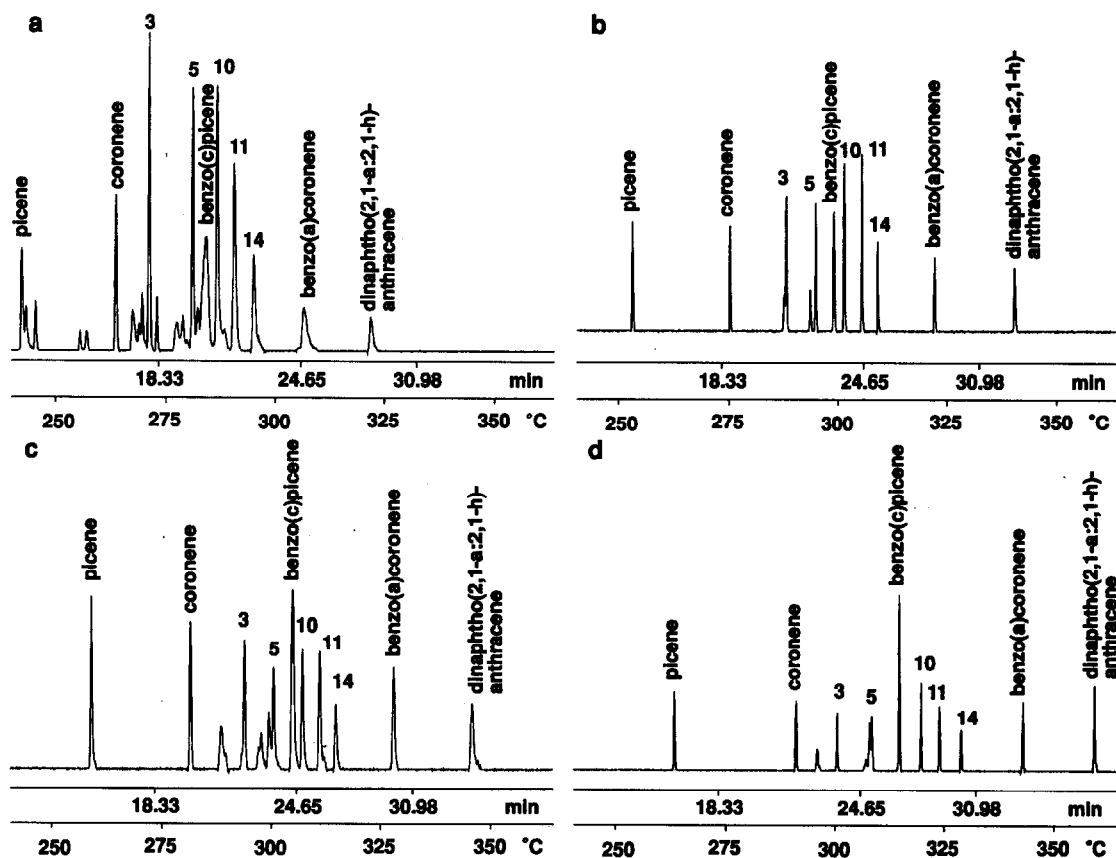 a
picene
coronene
3
5
benzo(c)picene
10
11
14
benzo(a)coronene
dinaphtho(2,1-a:2,1-h)-
anthracene
18.33 24.65 30.98 min
250 275 300 325 350 °C
b
picene
coronene
3
5
benzo(c)picene
10
11
14
benzo(a)coronene
dinaphtho(2,1-a:2,1-h)-
anthracene
18.33 24.65 30.98 min
250 275 300 325 350 °C
c
picene
coronene
3
5
benzo(c)picene
10
11
14
benzo(a)coronene
dinaphtho(2,1-a:2,1-h)-
anthracene
18.33 24.65 30.98 min
250 275 300 325 350 °C
d
picene
coronene
3
5
benzo(c)picene
10
11
14
benzo(a)coronene
dinaphtho(2,1-a:2,1-h)-
anthracene
18.33 24.65 30.98 min
250 275 300 325 350 °C